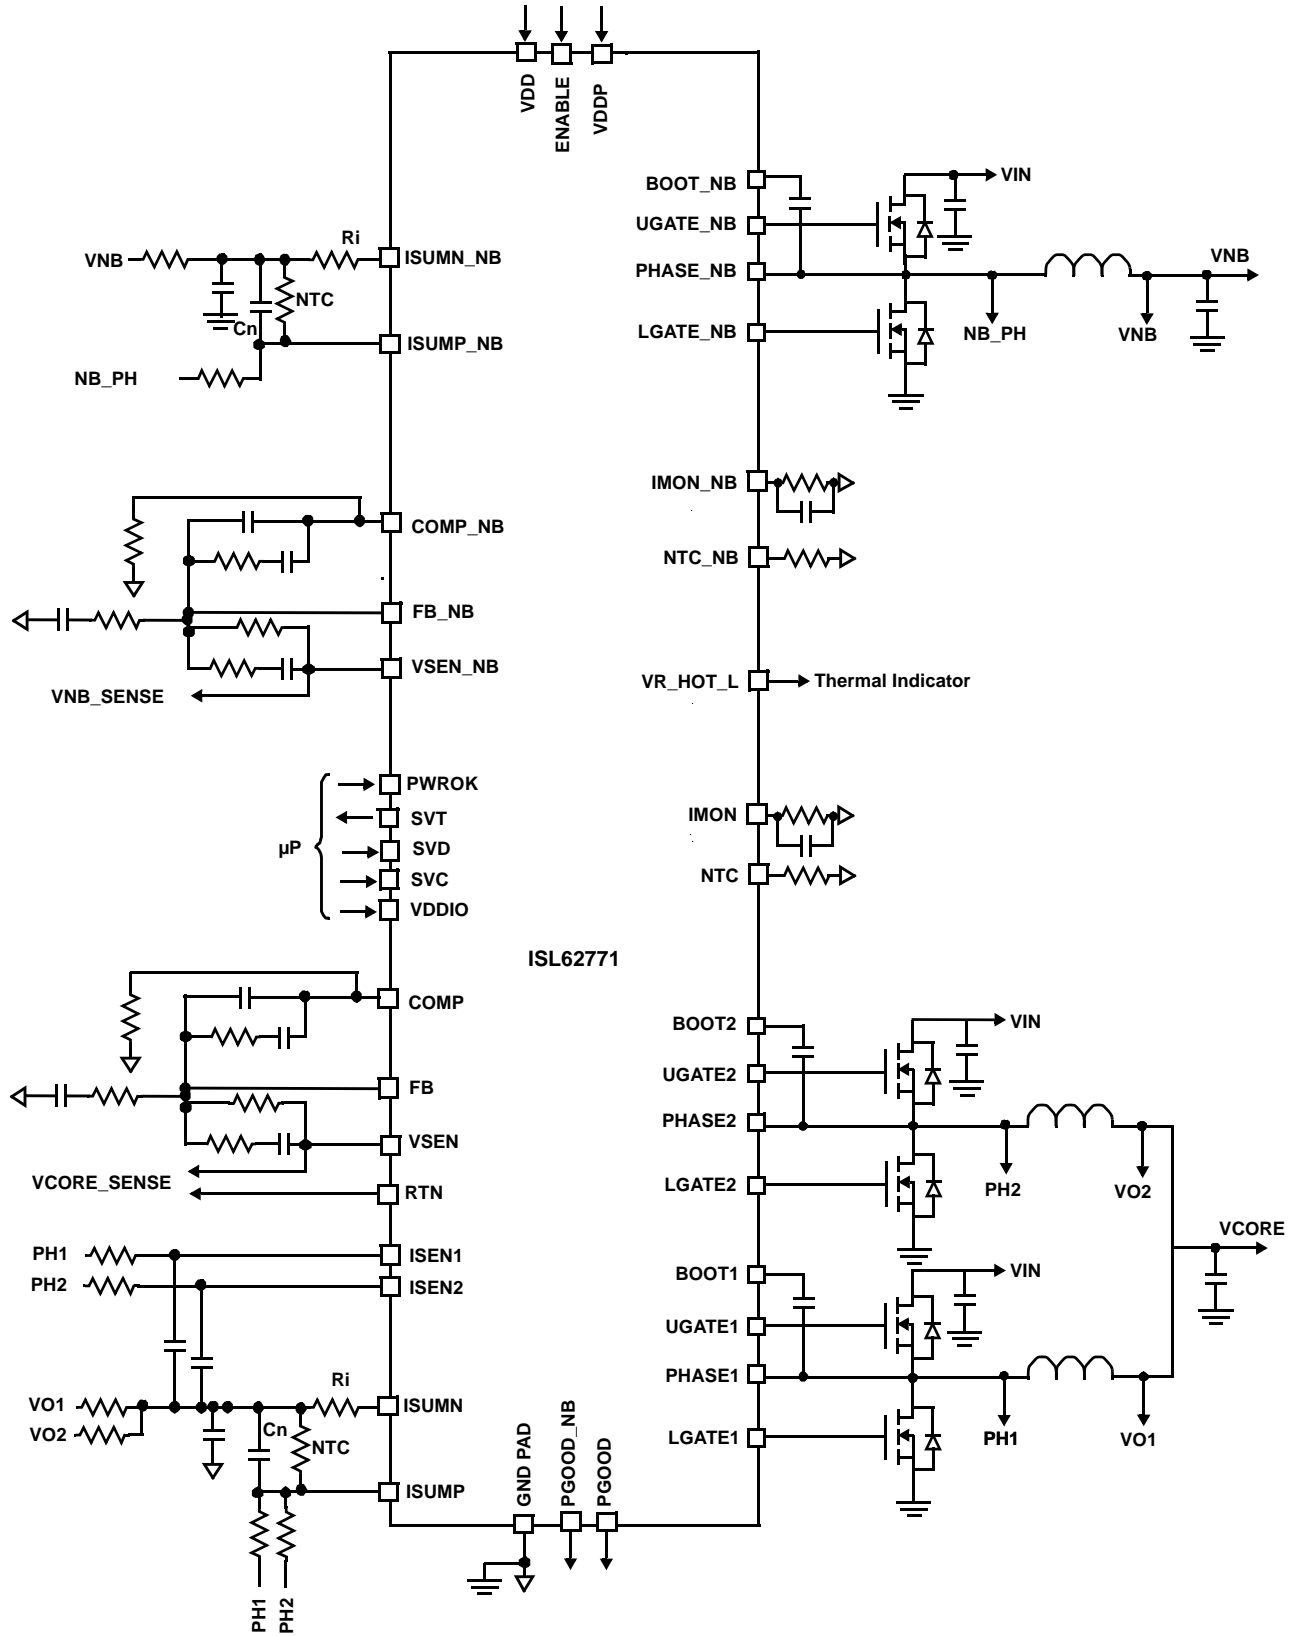 VDD
ENABLE
VDDP
BOOT_NB
VIN
UGATE_NB
Ri
VNB
ISUMN_NB
PHASE_NB
VNB
NTC
Cn
LGATE_NB
NB_PH
VNB
ISUMP_NB
NB_PH
IMON_NB
COMP_NB
NTC_NB
FB_NB
VSEN_NB
VNB_SENSE
VR_HOT_L
Thermal Indicator
PWROK
SVT
IMON
µP
SVD
SVC
NTC
VDDIO
ISL62771
COMP
BOOT2
VIN
UGATE2
FB
PHASE2
VSEN
VCORE_SENSE
RTN
LGATE2
PH2
VO2
VCORE
PH1
ISEN1
BOOT1
VIN
PH2
ISEN2
UGATE1
PHASE1
Ri
VO1
ISUMN
VO2
Cn
NTC
LGATE1
PH1
VO1
GND PAD
PGOOD_NB
PGOOD
ISUMP
PH1
PH2